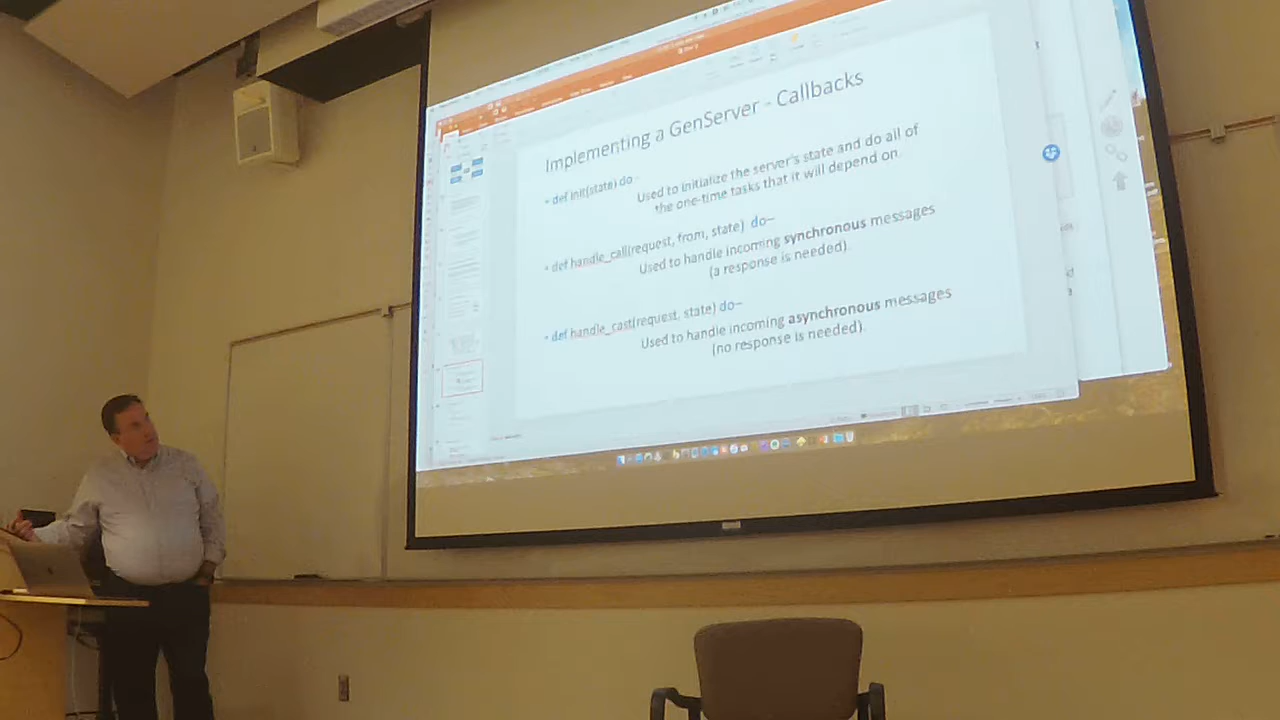 Implementing a GenServer - Callbacks
• def init(state) do –
Used to initialize the server's state and do all of
the one-time tasks that it will depend on.
• def handle_call(request, from, state) do–
Used to handle incoming synchronous messages
(a response is needed).
• def handle_cast(request, state) do–
Used to handle incoming asynchronous messages
(no response is needed).